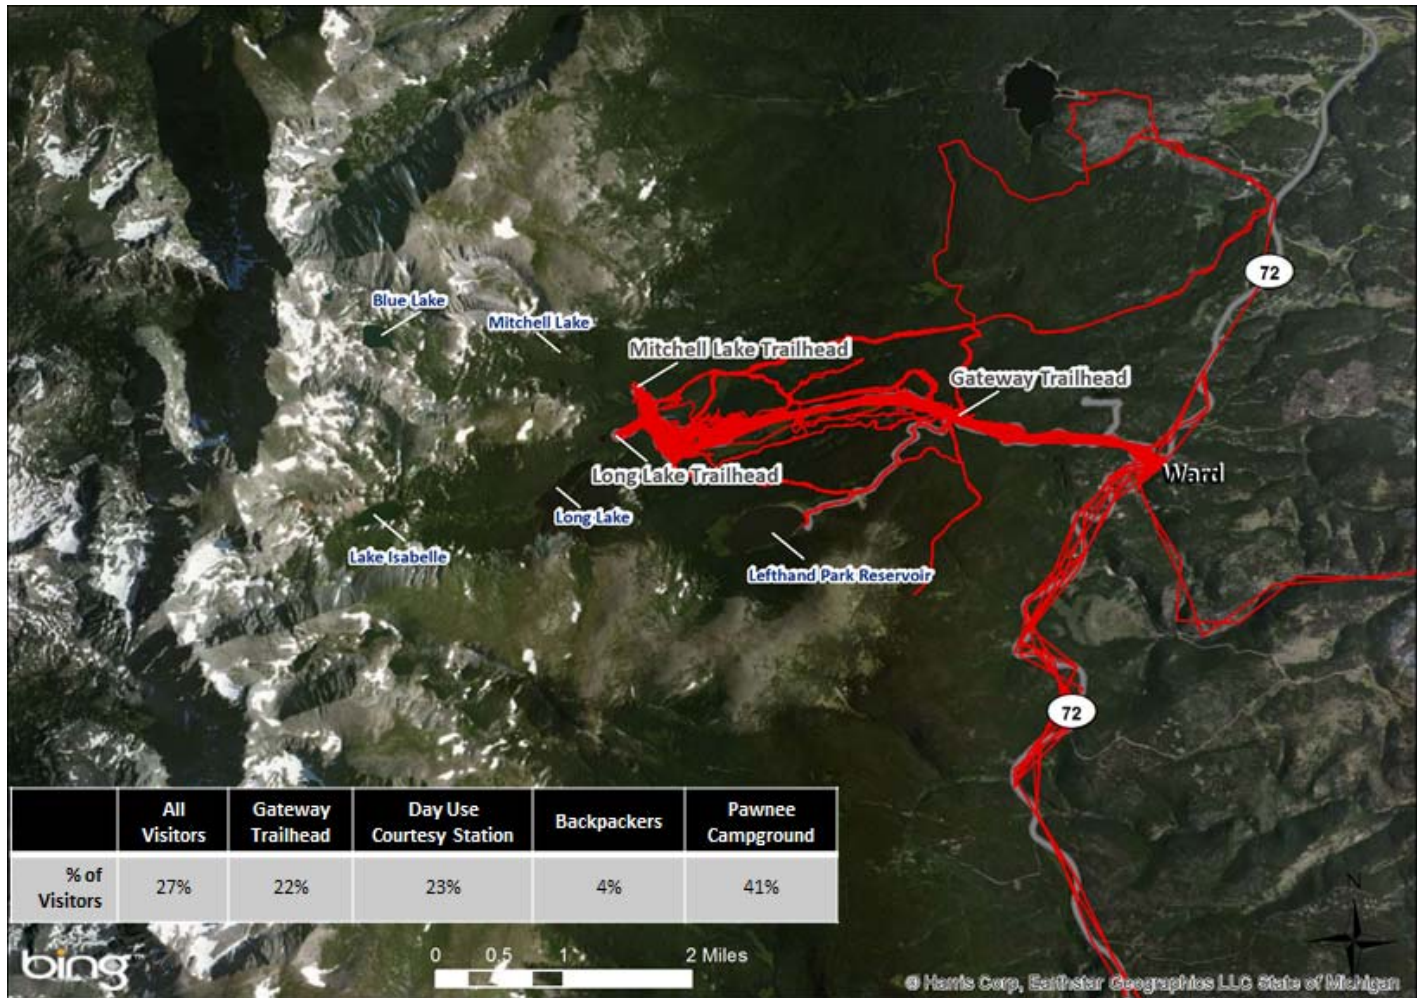 72
Blue Lake
Mitchell Lake
Mitchell Lake Trailhead
Gateway Trailhead
Long Lake Trailhead
Ward
Long Lake
Lake Isabelle
Lefthand Park Reservoir
72
All
Visitors
Gateway
Trailhead
Day Use
Courtesy Station
Backpackers
Pawnee
Campground
% of
Visitors
27%
22%
23%
4%
41%
N
0 0.5 1 2 Miles
bing
© Harris Corp, Earthstar Geographics LLC State of Michigan